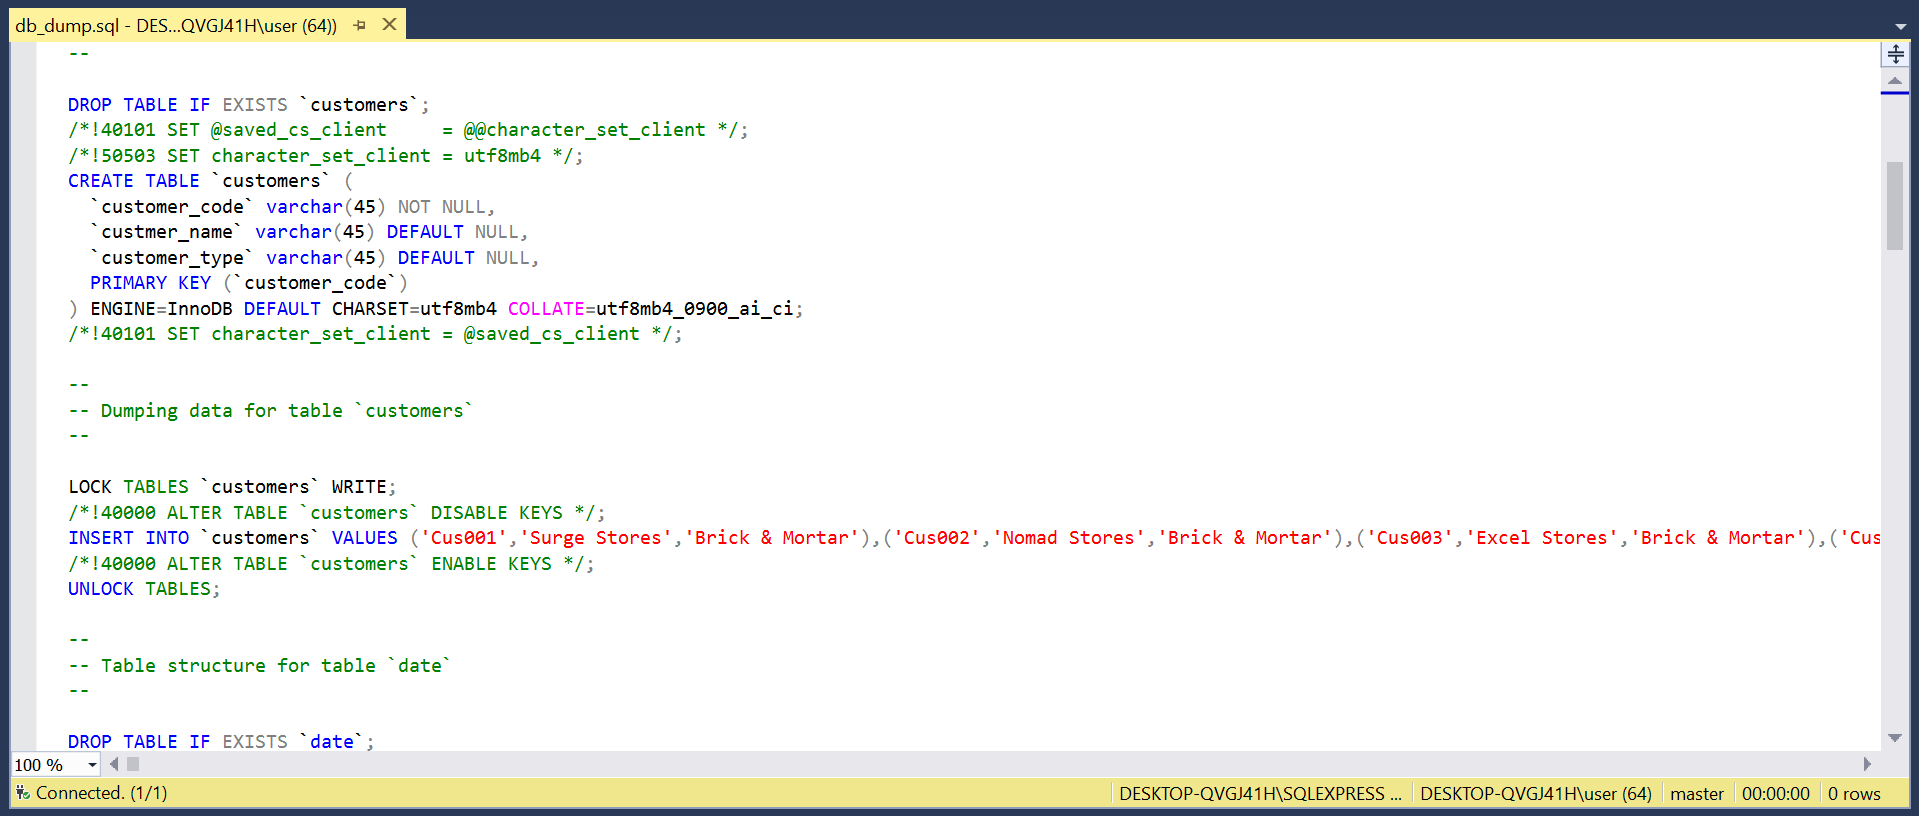 db_dump.sql - DES...QVGJ41H\user (64))
--
DROP TABLE IF EXISTS `customers`;
/*!40101 SET @saved_cs_client     = @@character_set_client */;
/*!50503 SET character_set_client = utf8mb4 */;
CREATE TABLE `customers` (
  `customer_code` varchar(45) NOT NULL,
  `custmer_name` varchar(45) DEFAULT NULL,
  `customer_type` varchar(45) DEFAULT NULL,
  PRIMARY KEY (`customer_code`)
) ENGINE=InnoDB DEFAULT CHARSET=utf8mb4 COLLATE=utf8mb4_0900_ai_ci;
/*!40101 SET character_set_client = @saved_cs_client */;
--
-- Dumping data for table `customers`
--
LOCK TABLES `customers` WRITE;
/*!40000 ALTER TABLE `customers` DISABLE KEYS */;
INSERT INTO `customers` VALUES ('Cus001','Surge Stores','Brick & Mortar'),('Cus002','Nomad Stores','Brick & Mortar'),('Cus003','Excel Stores','Brick & Mortar'),('Cus
/*!40000 ALTER TABLE `customers` ENABLE KEYS */;
UNLOCK TABLES;
--
-- Table structure for table `date`
--
DROP TABLE IF EXISTS `date`;
100 %
Connected. (1/1) DESKTOP-QVGJ41H\SQLEXPRESS ... DESKTOP-QVGJ41H\user (64) master 00:00:00 0 rows